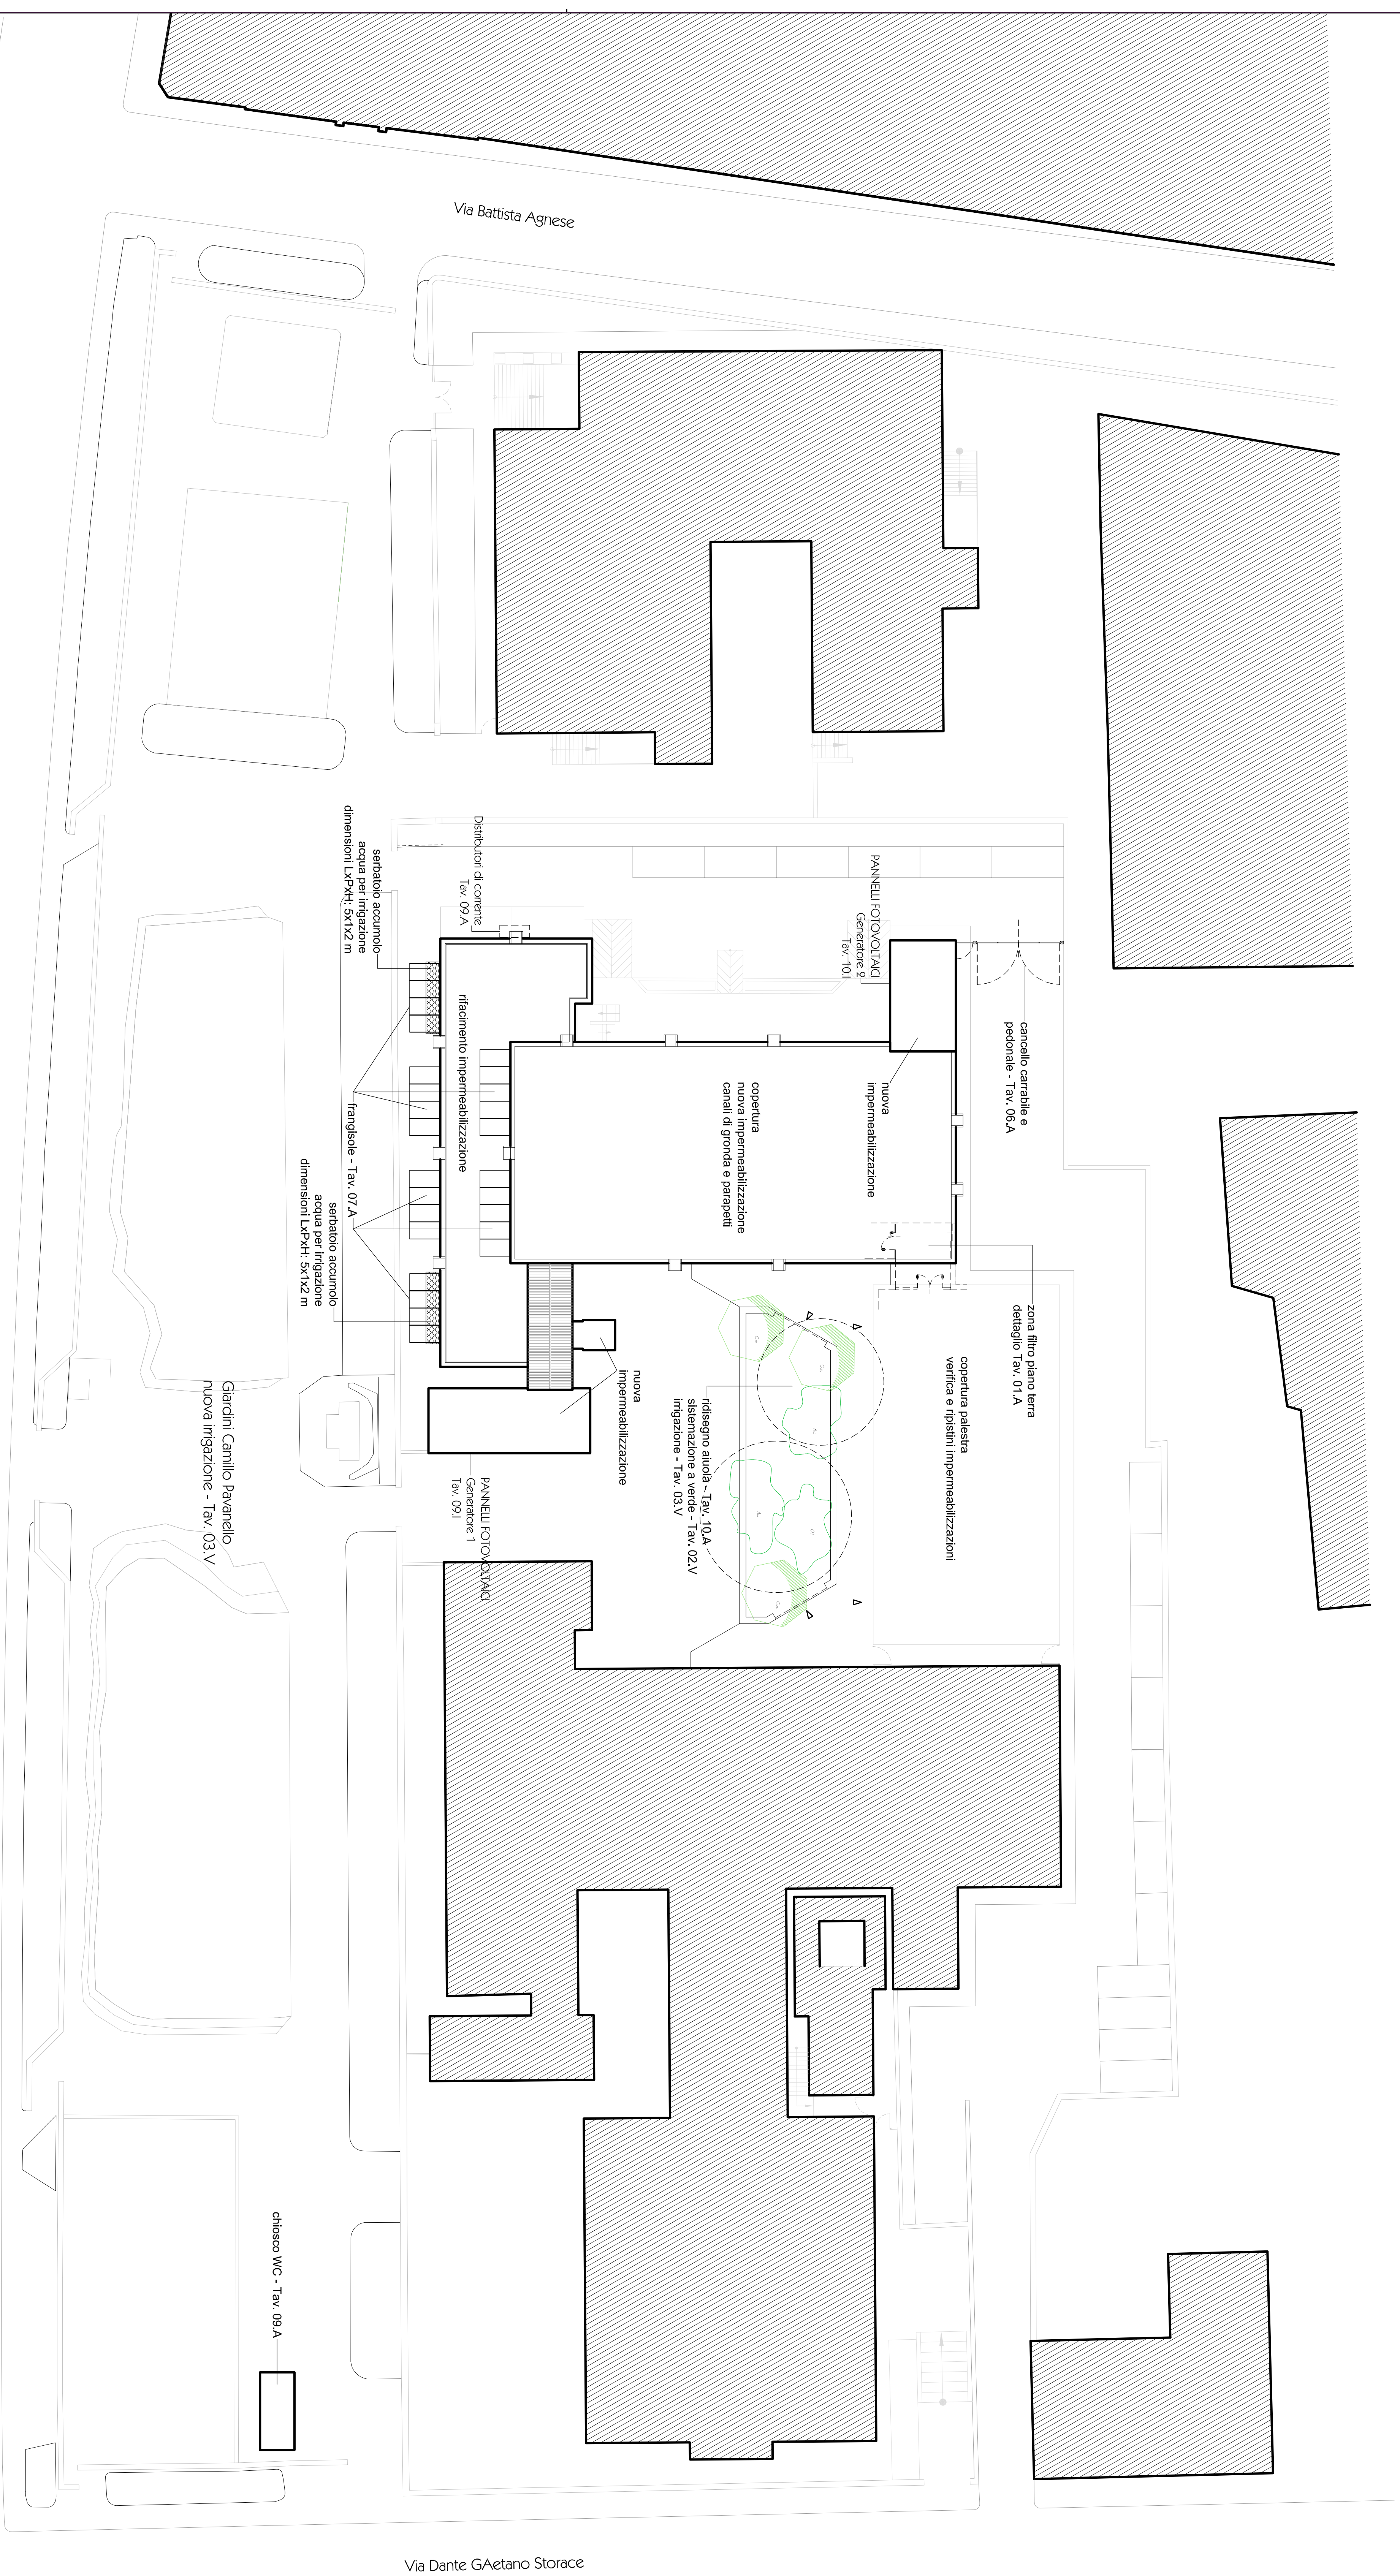 Via Battista Agnese
PANNELLI FOTOVOLTAICI
Generatore 2
Tav. 10.I
Distributori di corrente
Tav. 09.A
serbatoio accumolo
acqua per irrigazione
dimensioni LxPxH: 5x1x2 m
cancello carrabile e
pedonale - Tav. 06.A
nuova
impermeabilizzazione
copertura
nuova impermeabilizzazione
canali di gronda e parapetti
rifacimento impermeabilizzazione
frangisole - Tav. 07.A
serbatoio accumolo
acqua per irrigazione
dimensioni LxPxH: 5x1x2 m
zona filtro piano terra
dettaglio Tav. 01.A
copertura palestra
verifica e ripistini impermeabilizzazioni
nuova
impermeabilizzazione
ridisegno aiuola - Tav. 10.A
sistemazione a verde - Tav. 02.V
irrigazione - Tav. 03.V
PANNELLI FOTOVOLTAICI
Generatore 1
Tav. 09.I
Giardini Camillo Pavanello
nuova irrigazione - Tav. 03.V
chiosco WC - Tav. 09.A
Via Dante GAetano Storace